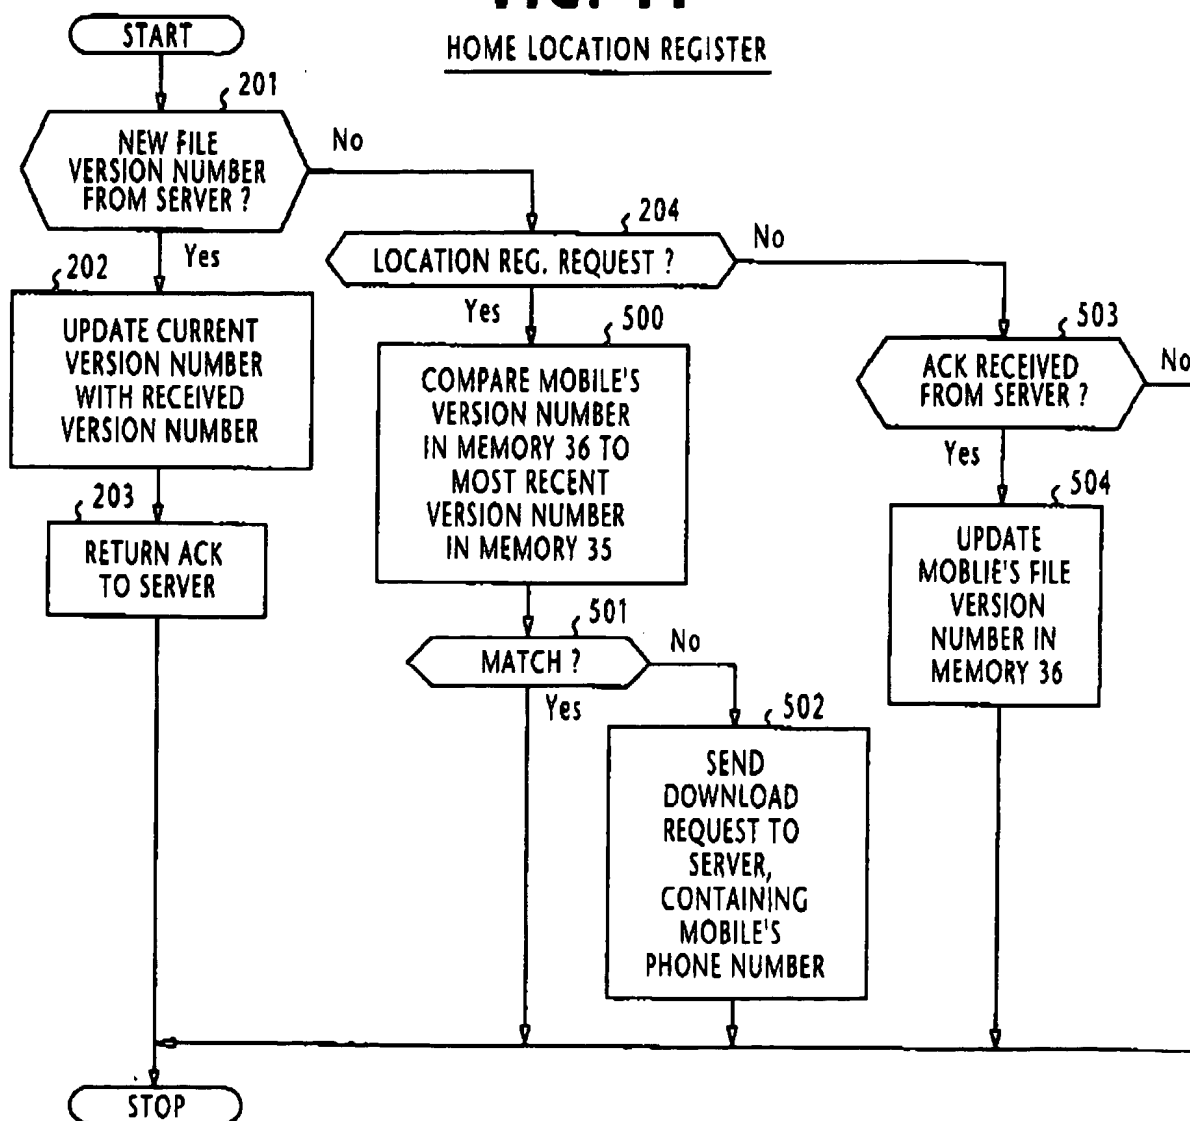 START
HOME LOCATION REGISTER
201
NEW FILE
VERSION NUMBER
FROM SERVER ?
No
Yes
202
UPDATE CURRENT
VERSION NUMBER
WITH RECEIVED
VERSION NUMBER
203
RETURN ACK
TO SERVER
204
LOCATION REG. REQUEST ?
No
Yes
500
COMPARE MOBILE'S
VERSION NUMBER
IN MEMORY 36 TO
MOST RECENT
VERSION NUMBER
IN MEMORY 35
501
MATCH ?
No
Yes
502
SEND
DOWNLOAD
REQUEST TO
SERVER,
CONTAINING
MOBILE'S
PHONE NUMBER
503
ACK RECEIVED
FROM SERVER ?
No
Yes
504
UPDATE
MOBLIE'S FILE
VERSION
NUMBER IN
MEMORY 36
STOP